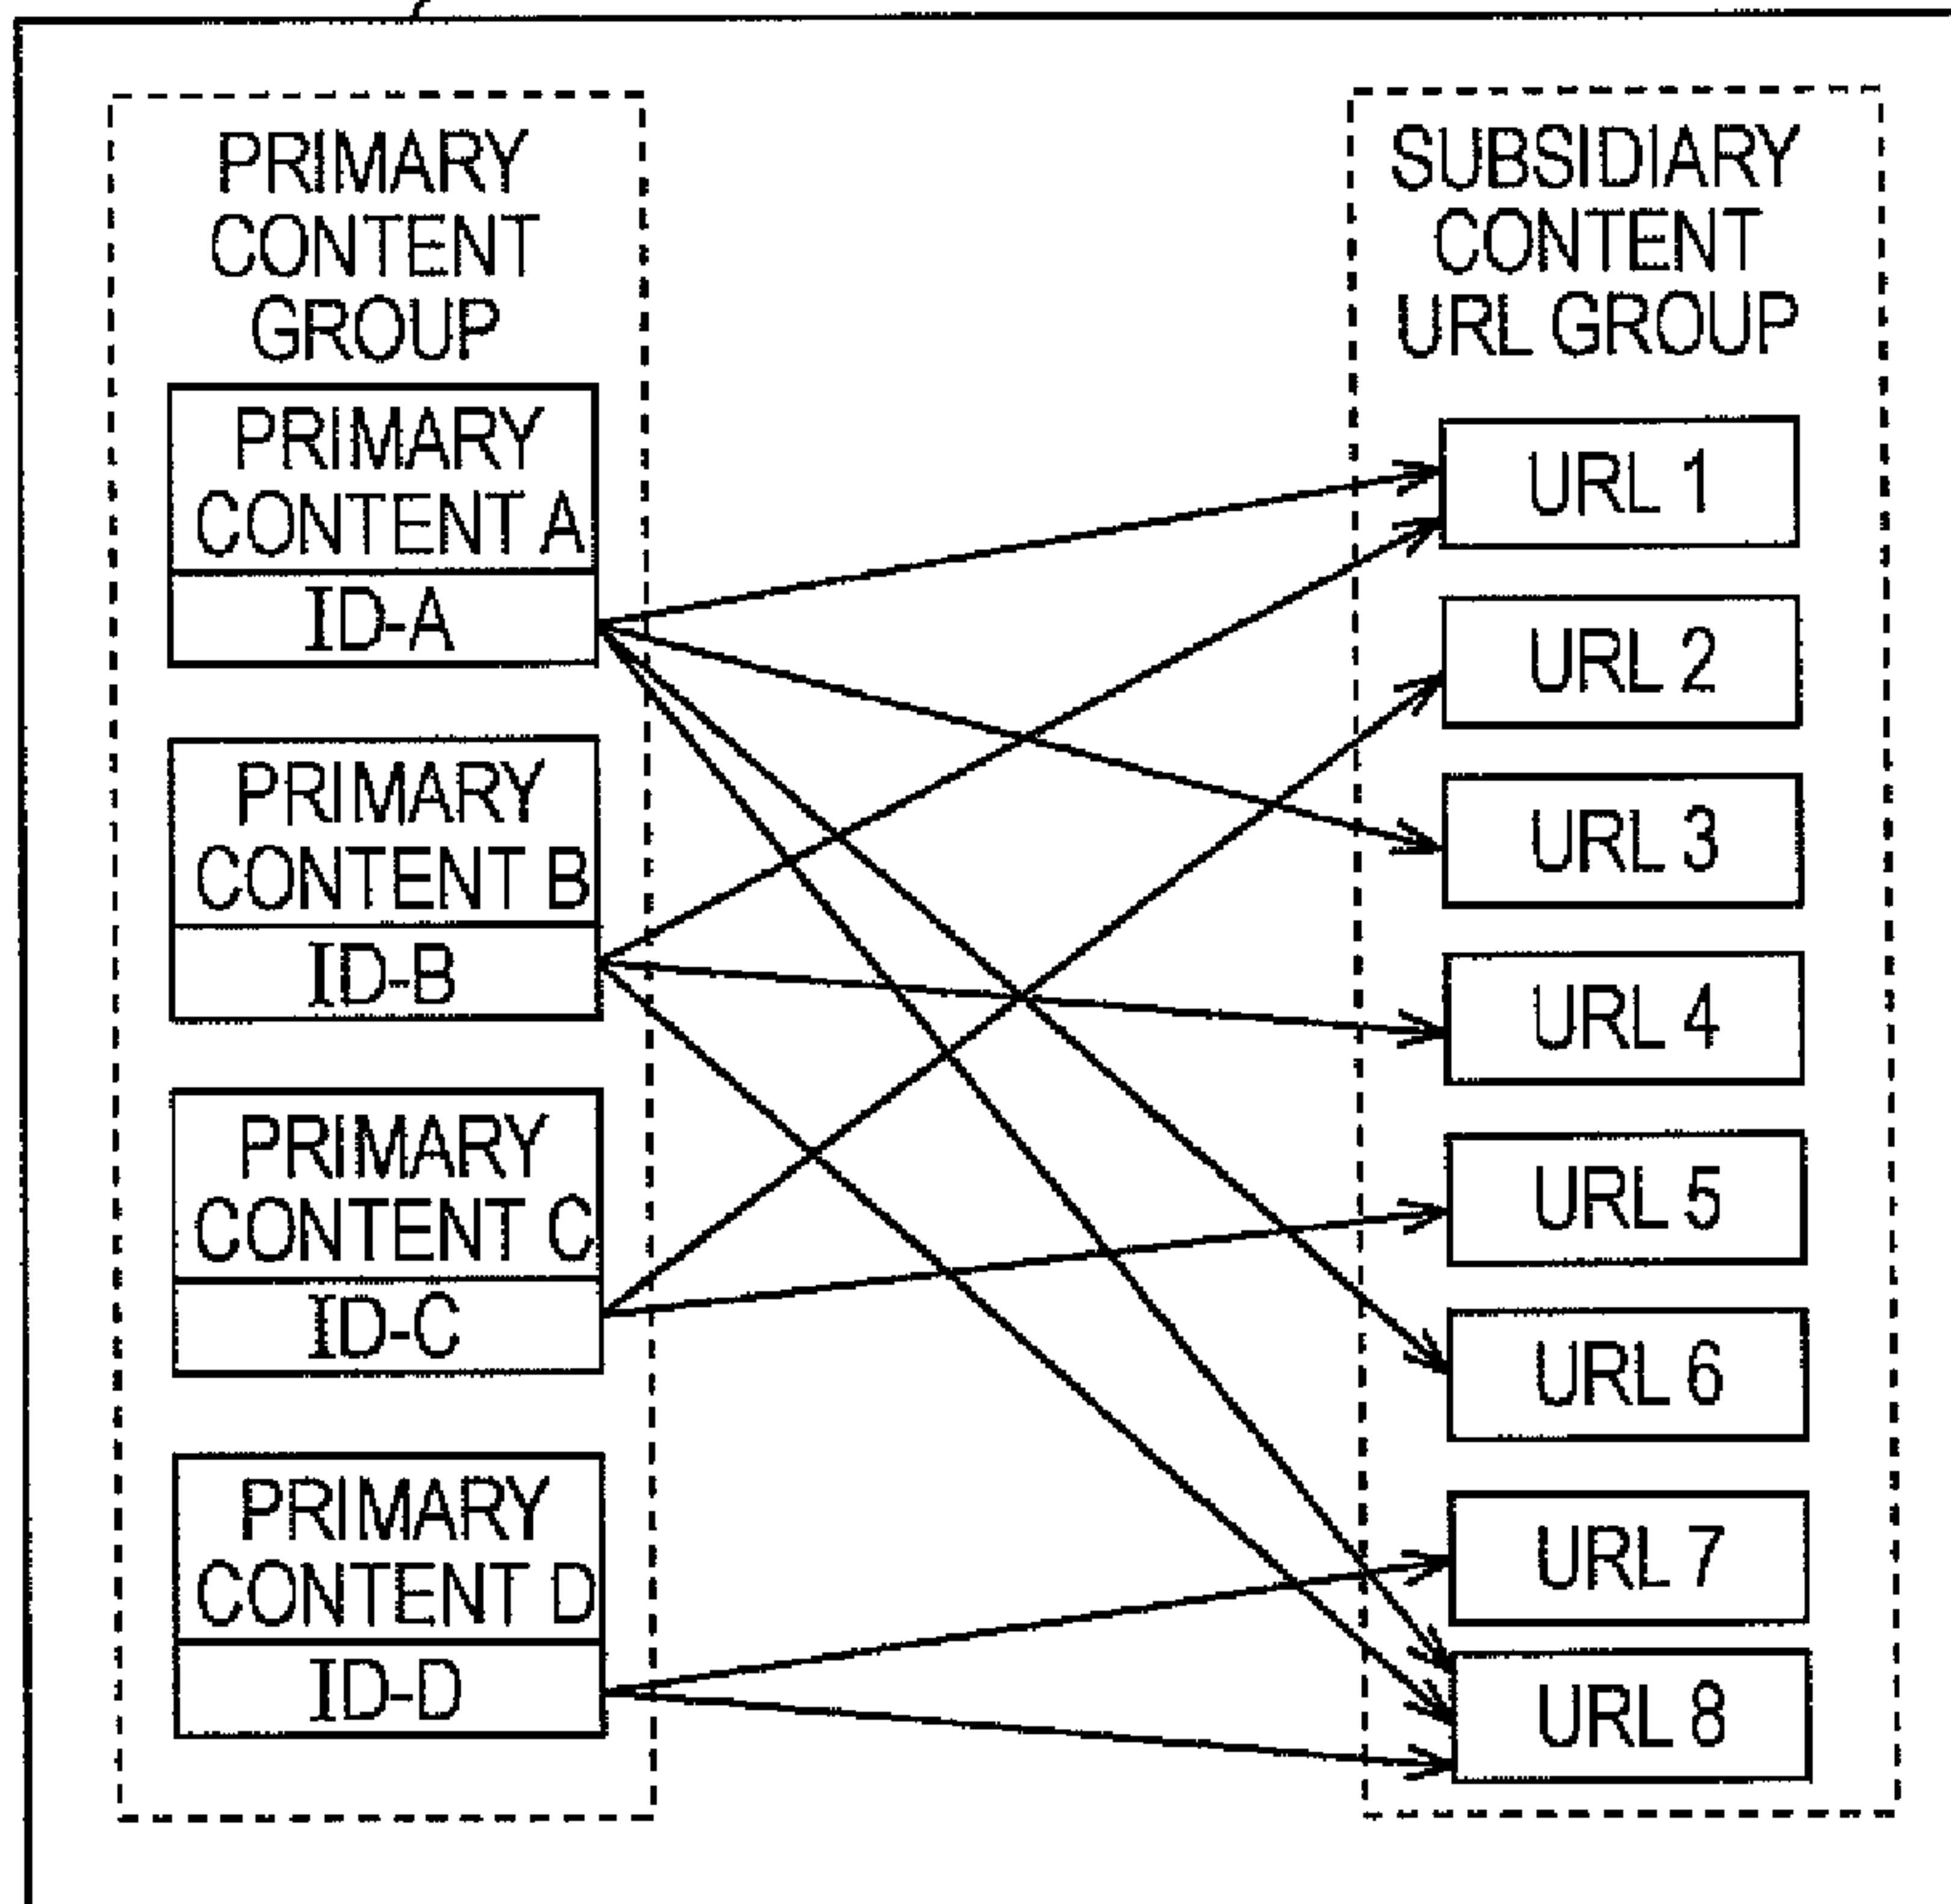 PRIMARY
CONTENT
GROUP
PRIMARY
CONTENT A
ID-A
PRIMARY
CONTENT B
ID-B
PRIMARY
CONTENT C
ID-C
PRIMARY
CONTENT D
ID-D
SUBSIDIARY
CONTENT
URL GROUP
URL 1
URL 2
URL 3
URL 4
URL 5
URL 6
URL 7
URL 8